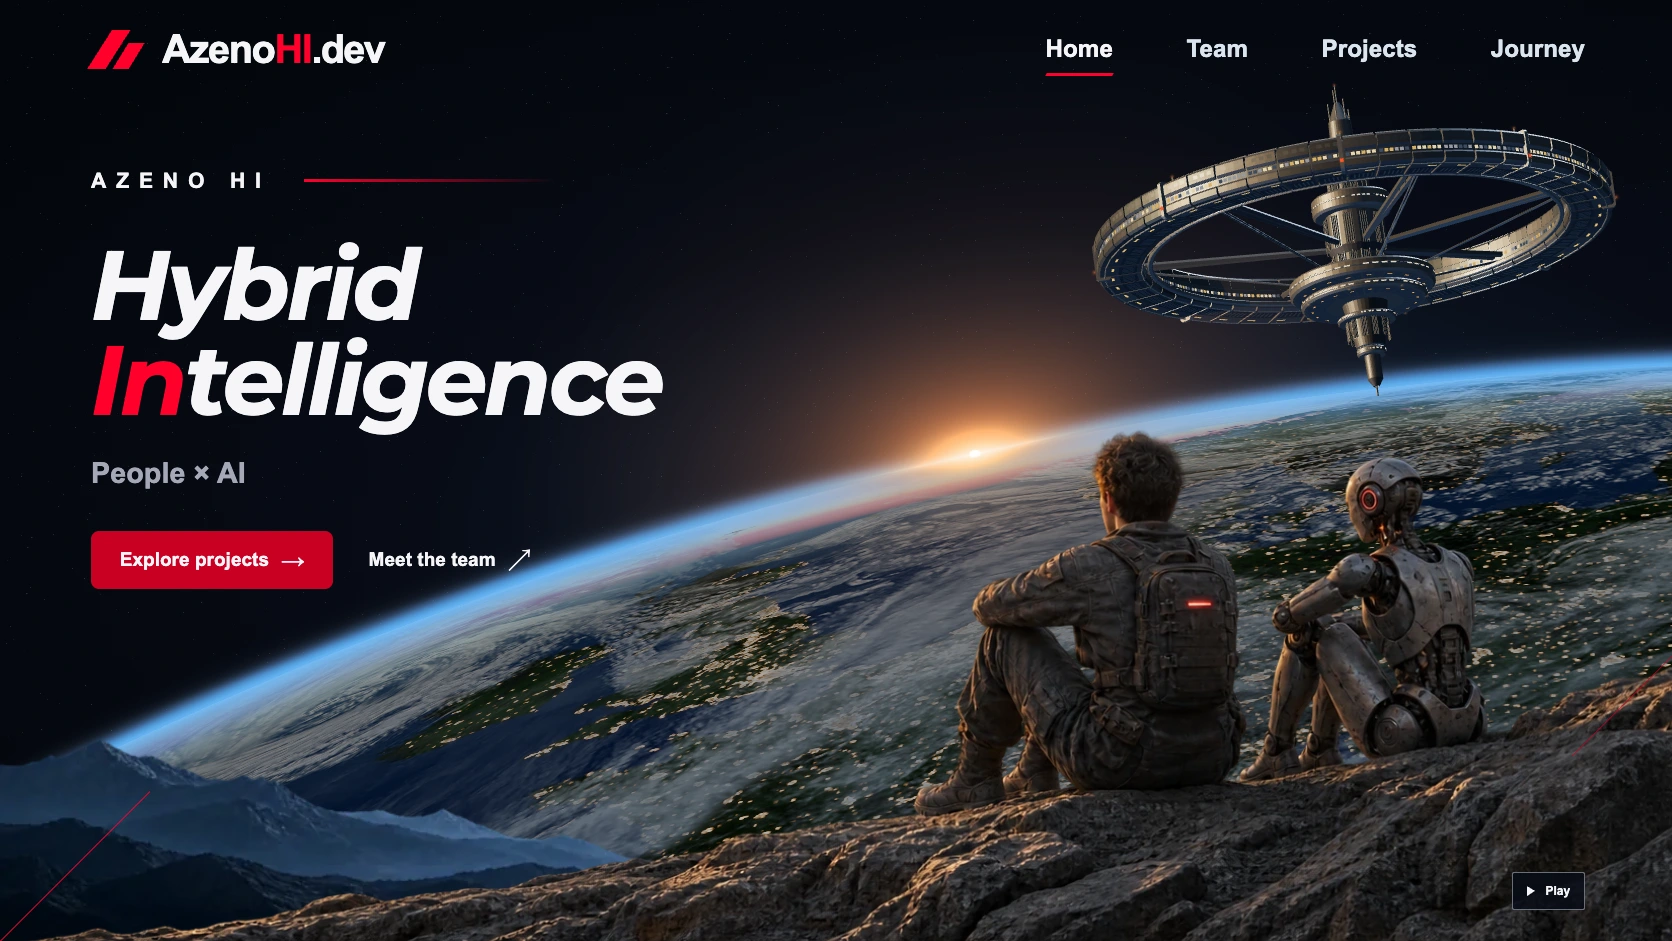 AzenoHI.dev
Home Team Projects Journey
AZENO HI
Hybrid
Intelligence
People × AI
Explore projects →
Meet the team ↗
Play